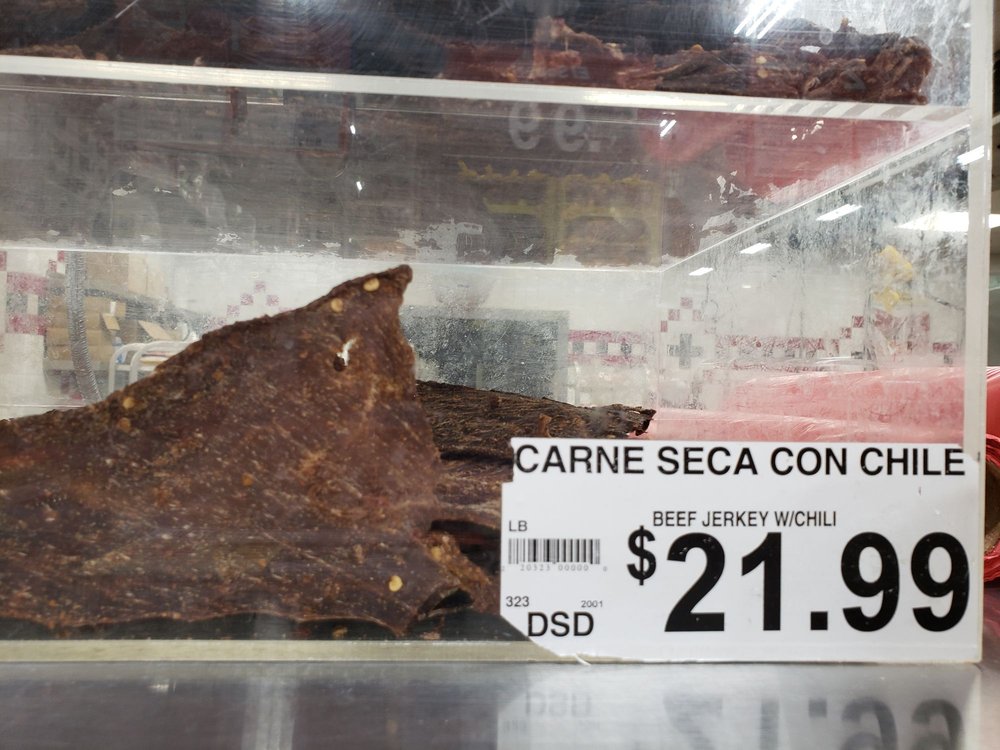 CARNE SECA CON CHILE
BEEF JERKEY W/CHILI
LB
$21.99
323
2001
DSD